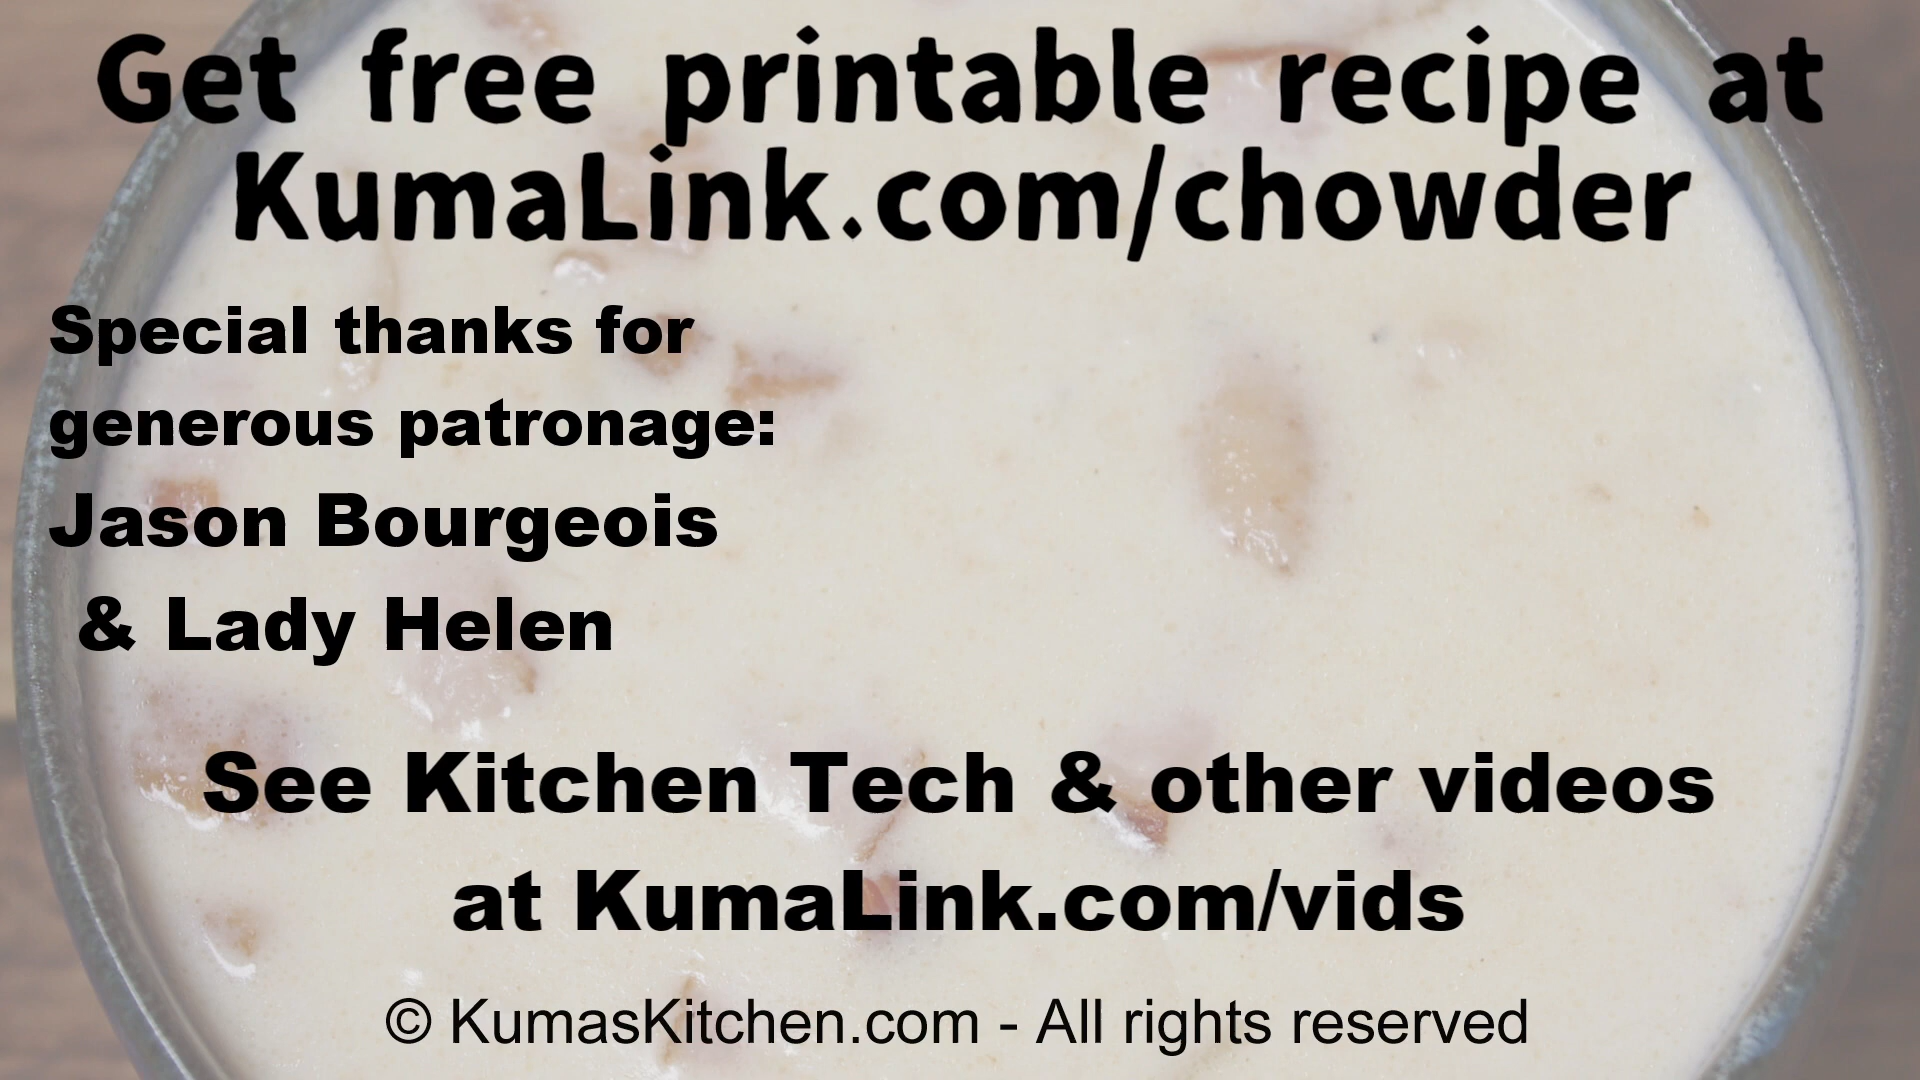 Get free printable recipe at
KumaLink.com/chowder
Special thanks for
generous patronage:
Jason Bourgeois
& Lady Helen
See Kitchen Tech & other videos
at KumaLink.com/vids
© KumasKitchen.com - All rights reserved